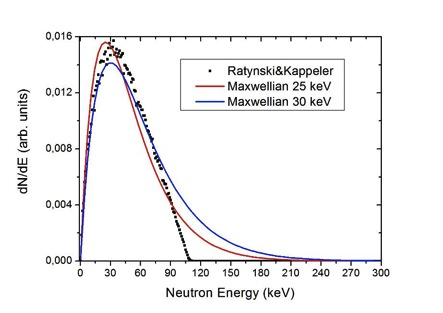 0,016
0,012
0,008
0,004
0,000
dN/dE (arb. units)
Ratynski&Kappeler
Maxwellian 25 keV
Maxwellian 30 keV
0 30 60 90 120 150 180 210 240 270 300
Neutron Energy (keV)